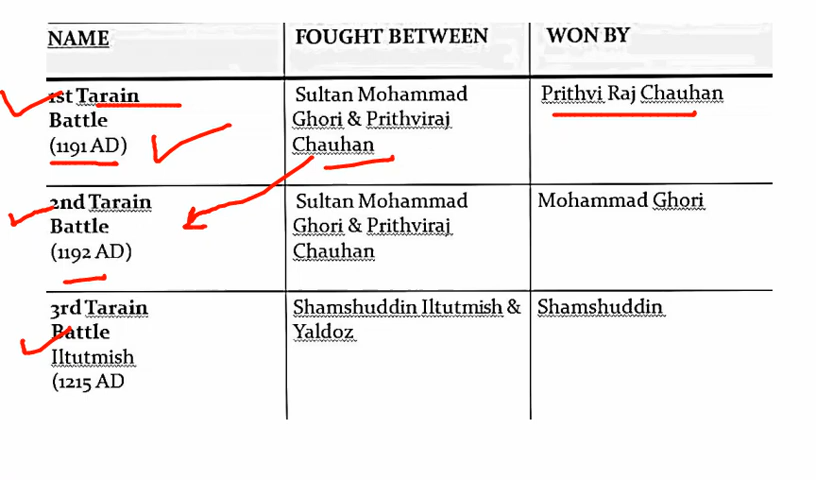 NAME
FOUGHT BETWEEN
WON BY
1st Tarain
Battle
(1191 AD)
Sultan Mohammad
Ghori & Prithviraj
Chauhan
Prithvi Raj Chauhan
2nd Tarain
Battle
(1192 AD)
Sultan Mohammad
Ghori & Prithviraj
Chauhan
Mohammad Ghori
3rd Tarain
Battle
Iltutmish
(1215 AD
Shamshuddin Iltutmish &
Yaldoz
Shamshuddin